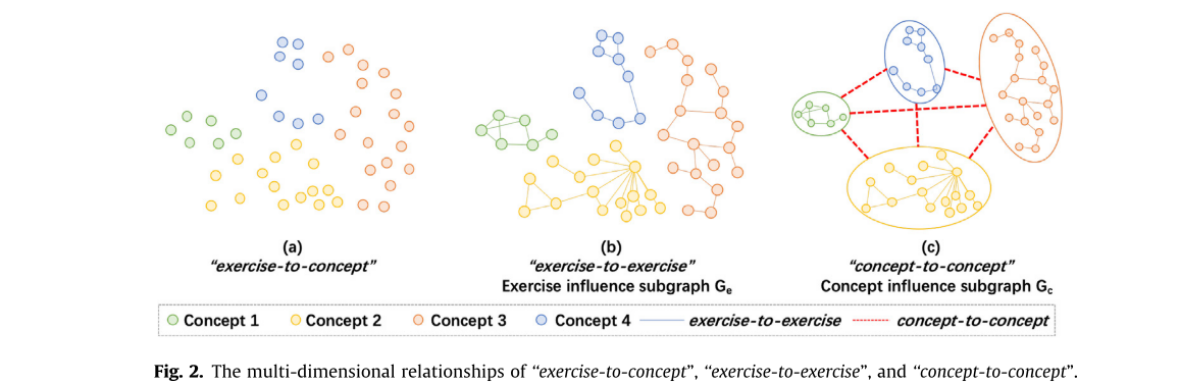 (a) (b) (c)
"exercise-to-concept" "exercise-to-exercise" "concept-to-concept"
Exercise influence subgraph Gₑ Concept influence subgraph G꜀
Concept 1 Concept 2 Concept 3 Concept 4 exercise-to-exercise concept-to-concept
Fig. 2. The multi-dimensional relationships of “exercise-to-concept”, “exercise-to-exercise”, and “concept-to-concept”.